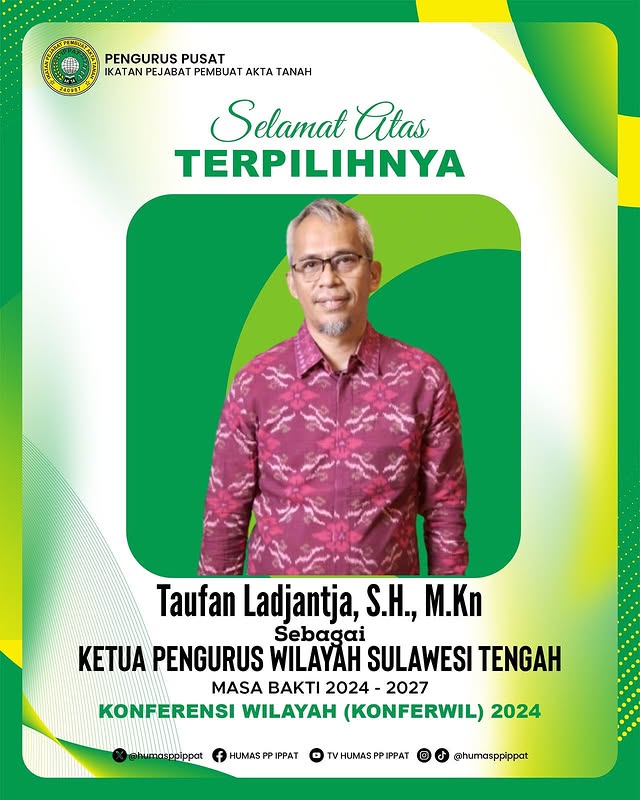 PENGURUS PUSAT
IKATAN PEJABAT PEMBUAT AKTA TANAH
Selamat Atas
TERPILIHNYA
Taufan Ladjantja, S.H., M.Kn
Sebagai
KETUA PENGURUS WILAYAH SULAWESI TENGAH
MASA BAKTI 2024 - 2027
KONFERENSI WILAYAH (KONFERWIL) 2024
@humasppippat HUMAS PP IPPAT TV HUMAS PP IPPAT @humasppippat